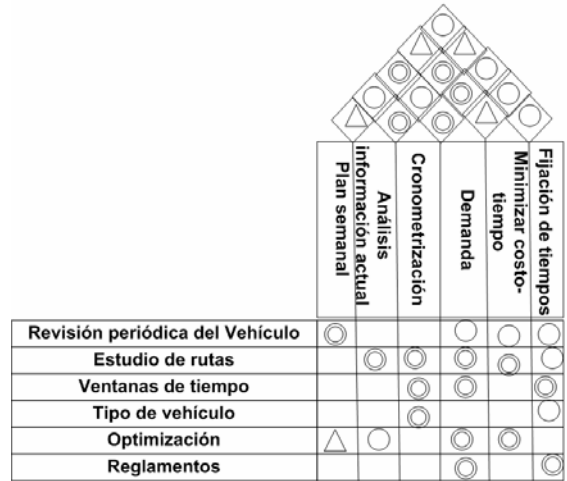 Plan semanal
Análisis
información actual
Cronometrización
Demanda
Minimizar costo-
tiempo
Fijación de tiempos
Revisión periódica del Vehículo
Estudio de rutas
Ventanas de tiempo
Tipo de vehículo
Optimización
Reglamentos